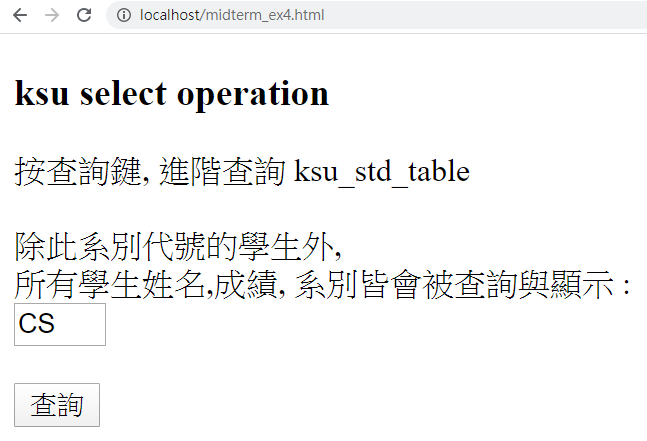 localhost/midterm_ex4.html
ksu select operation
按查詢鍵, 進階查詢 ksu_std_table
除此系別代號的學生外,
所有學生姓名,成績, 系別皆會被查詢與顯示 :
CS
查詢